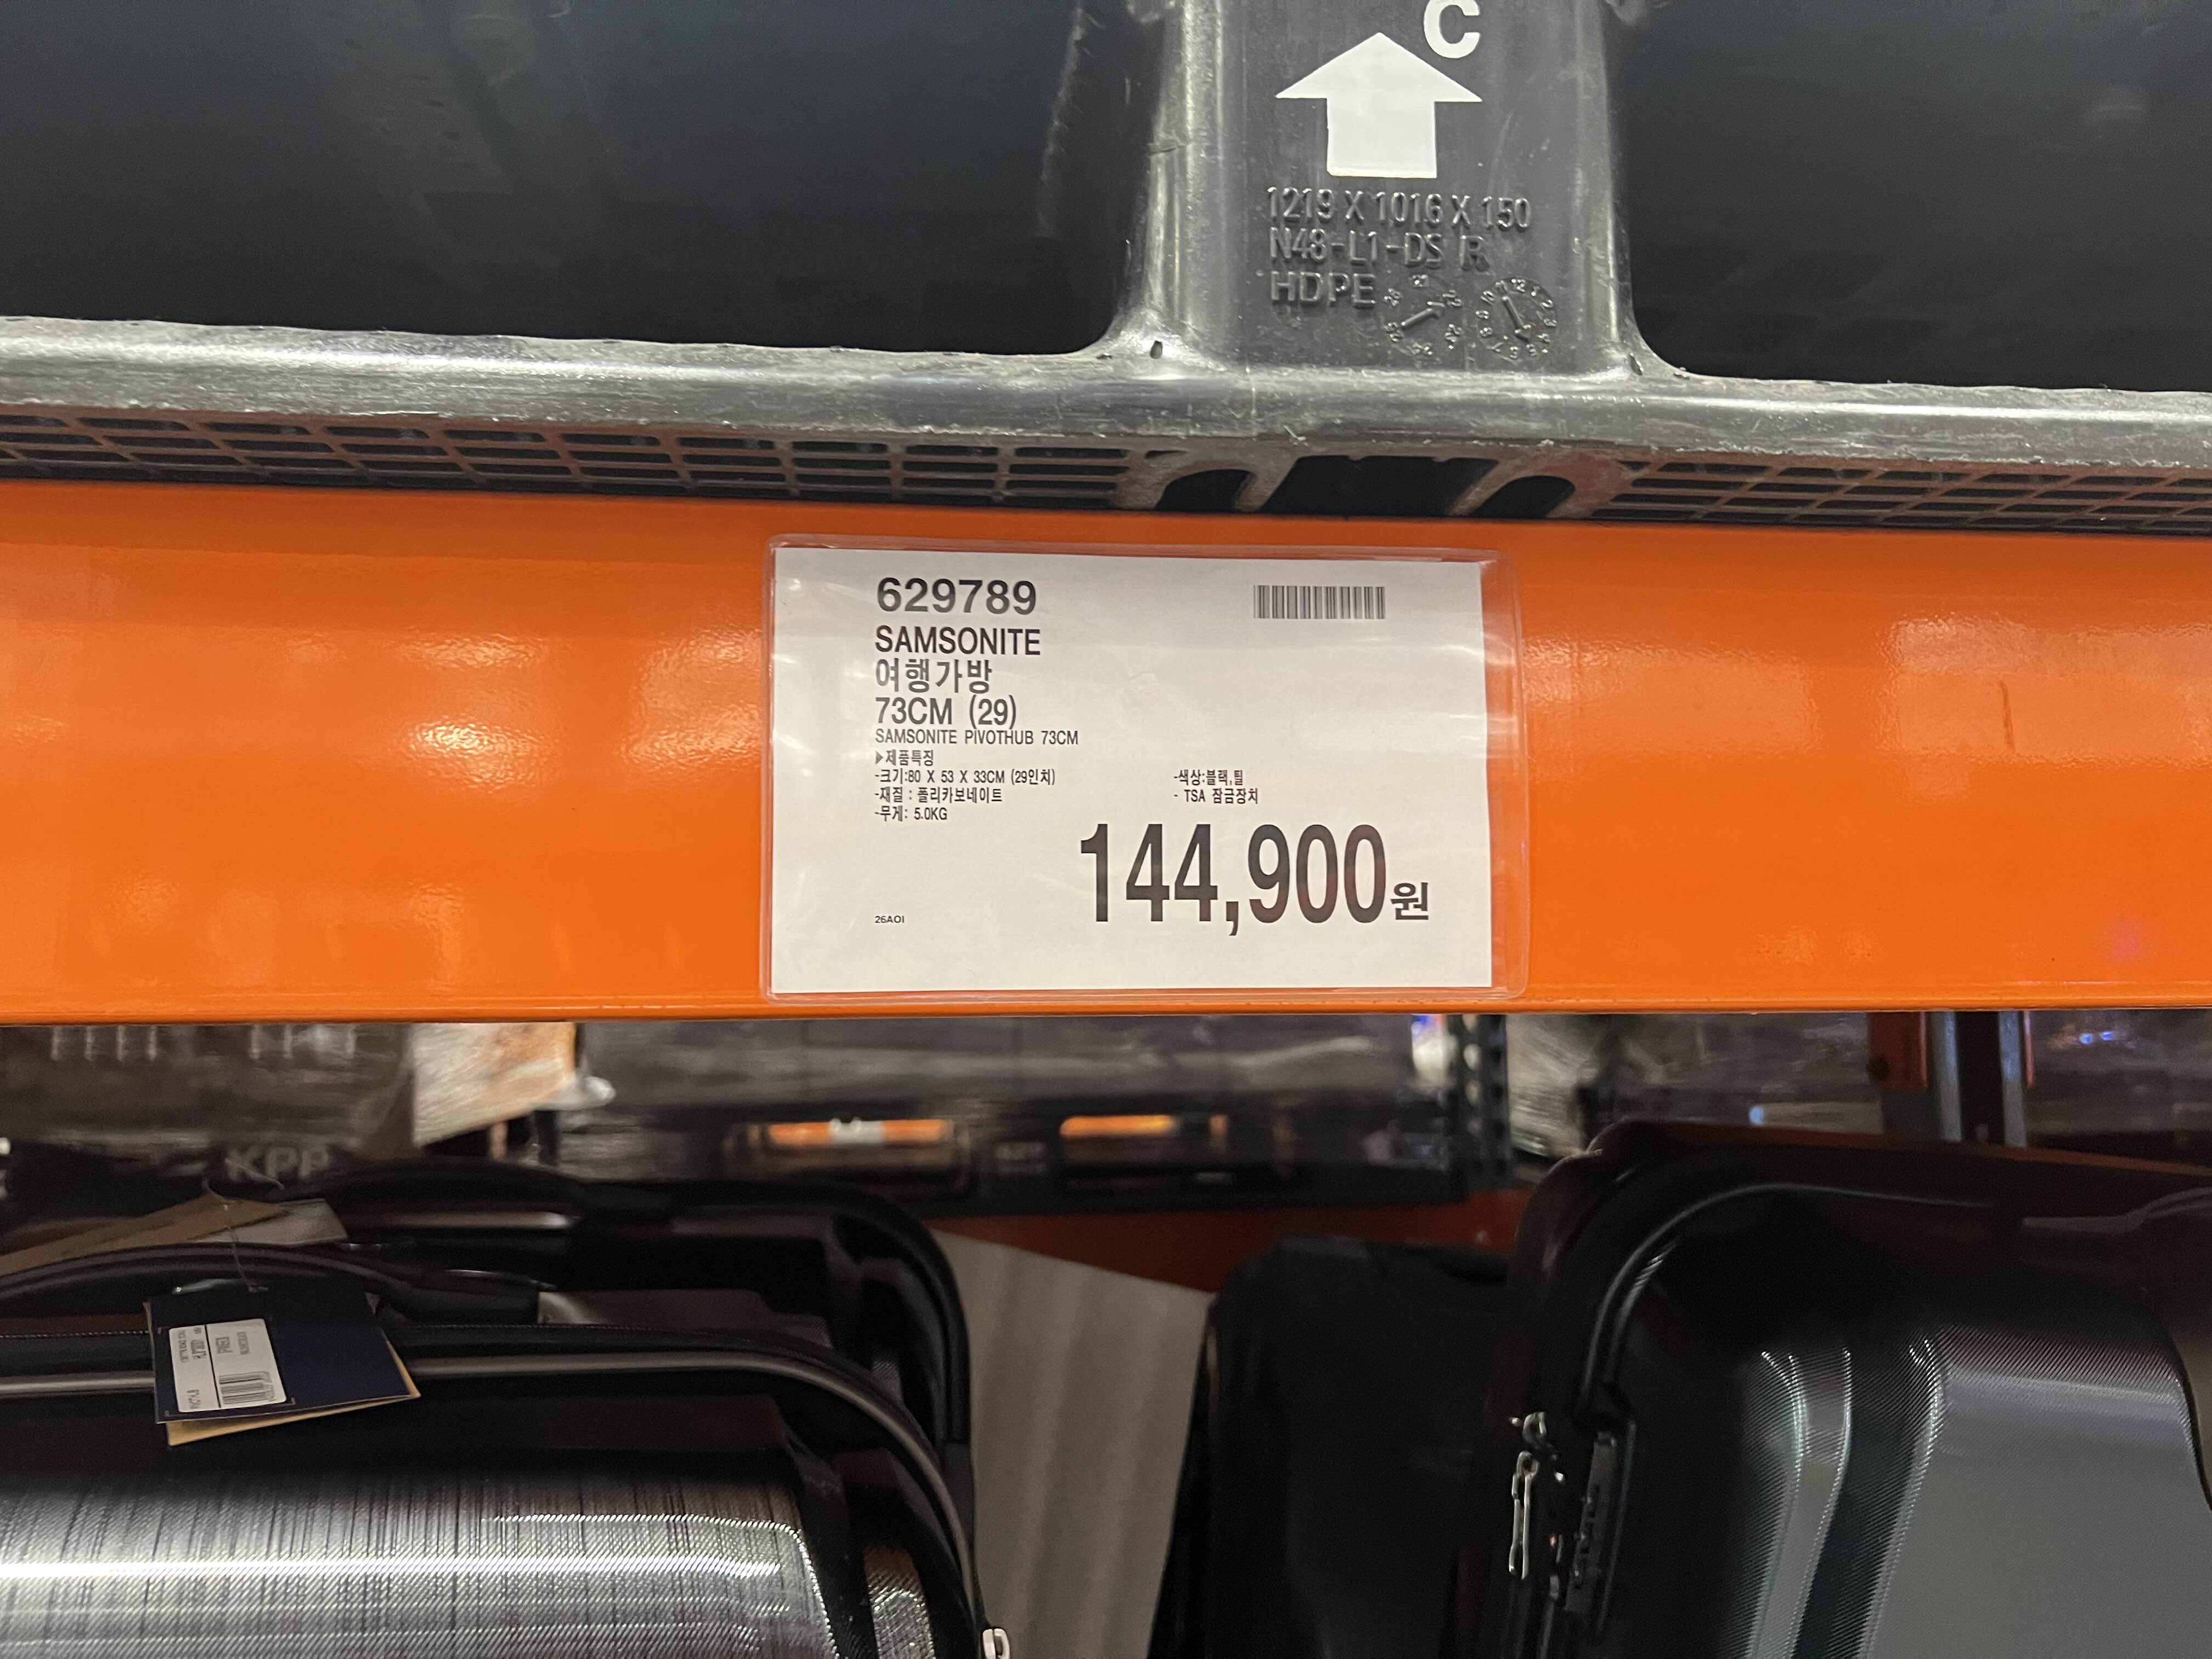 C
1219 X 1016 X 150
N48-L1-DS R
HDPE
629789
SAMSONITE
여행가방
73CM (29)
SAMSONITE PIVOTHUB 73CM
▶제품특징
-크기:80 X 53 X 33CM (29인치)
-색상:블랙,틸
-재질 : 폴리카보네이트
- TSA 잠금장치
-무게: 5.0KG
144,900원
26AOI
KPP